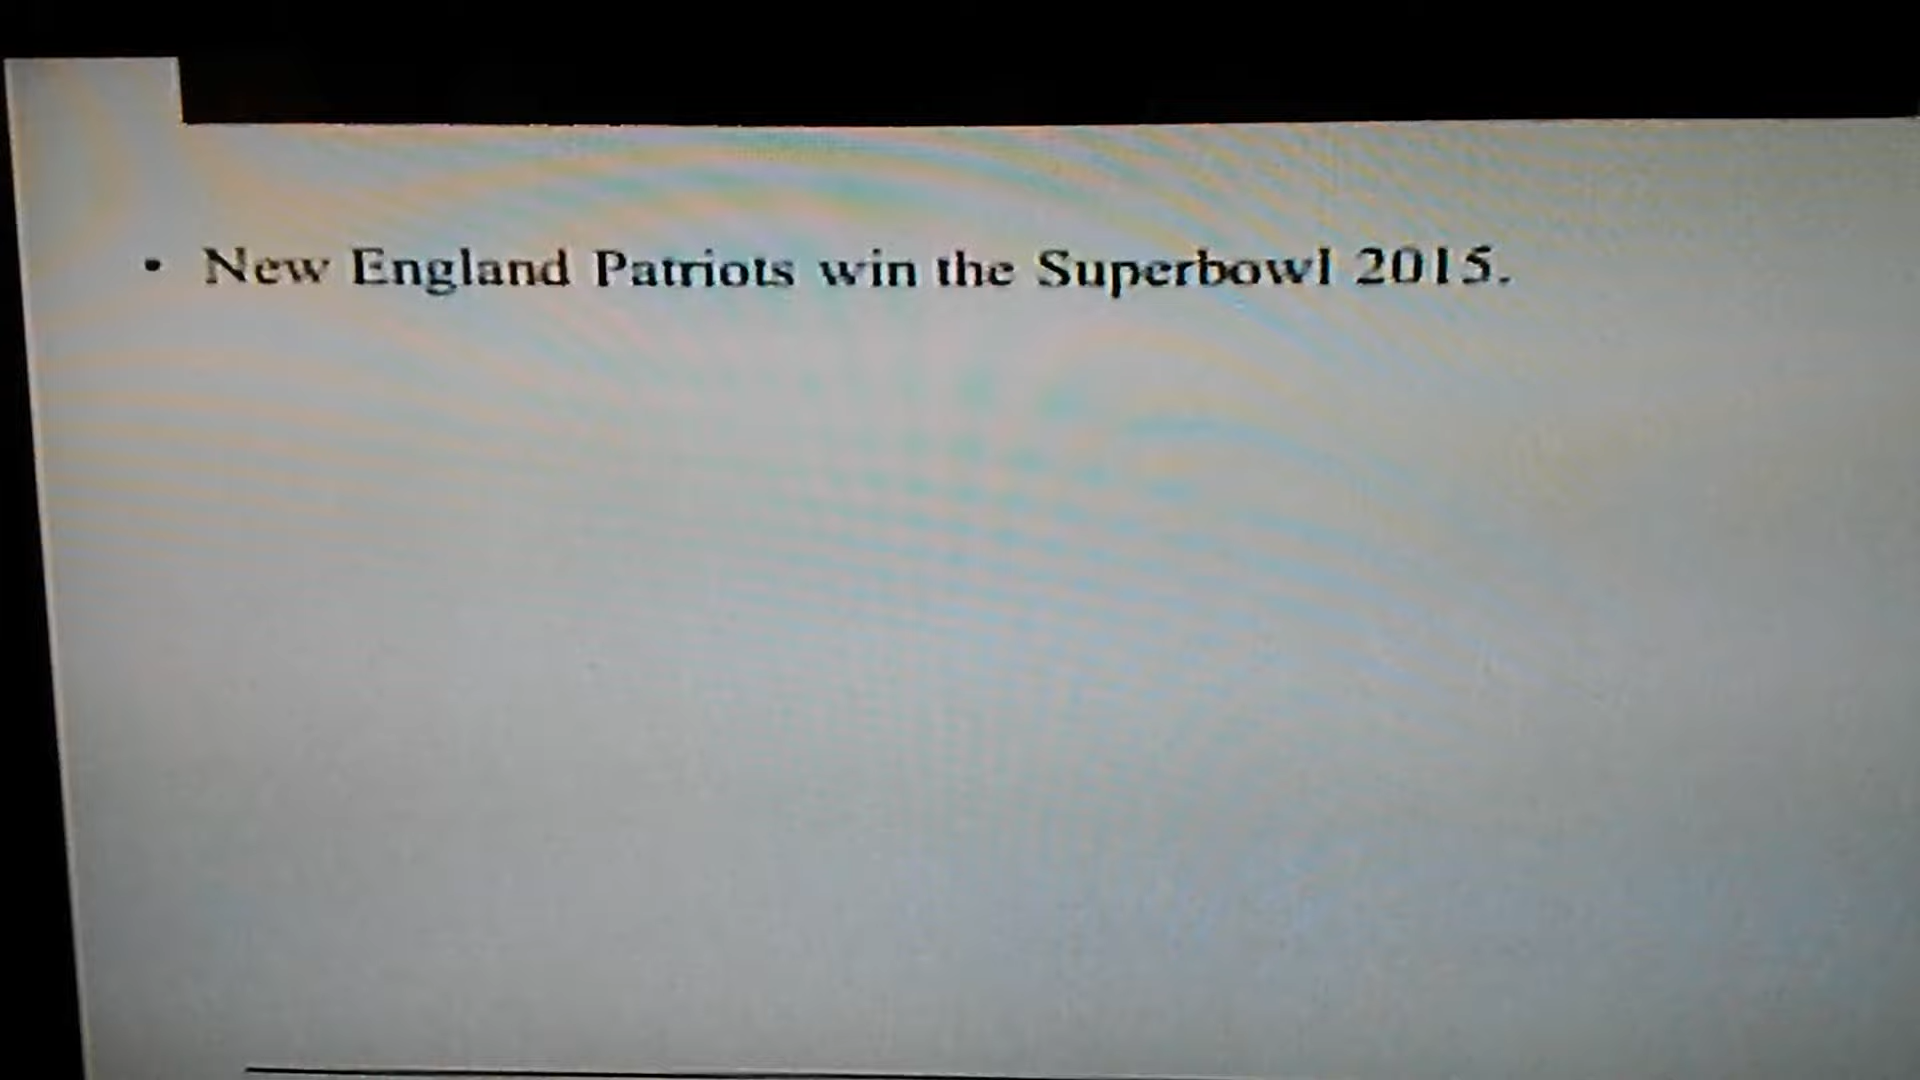 • New England Patriots win the Superbowl 2015.